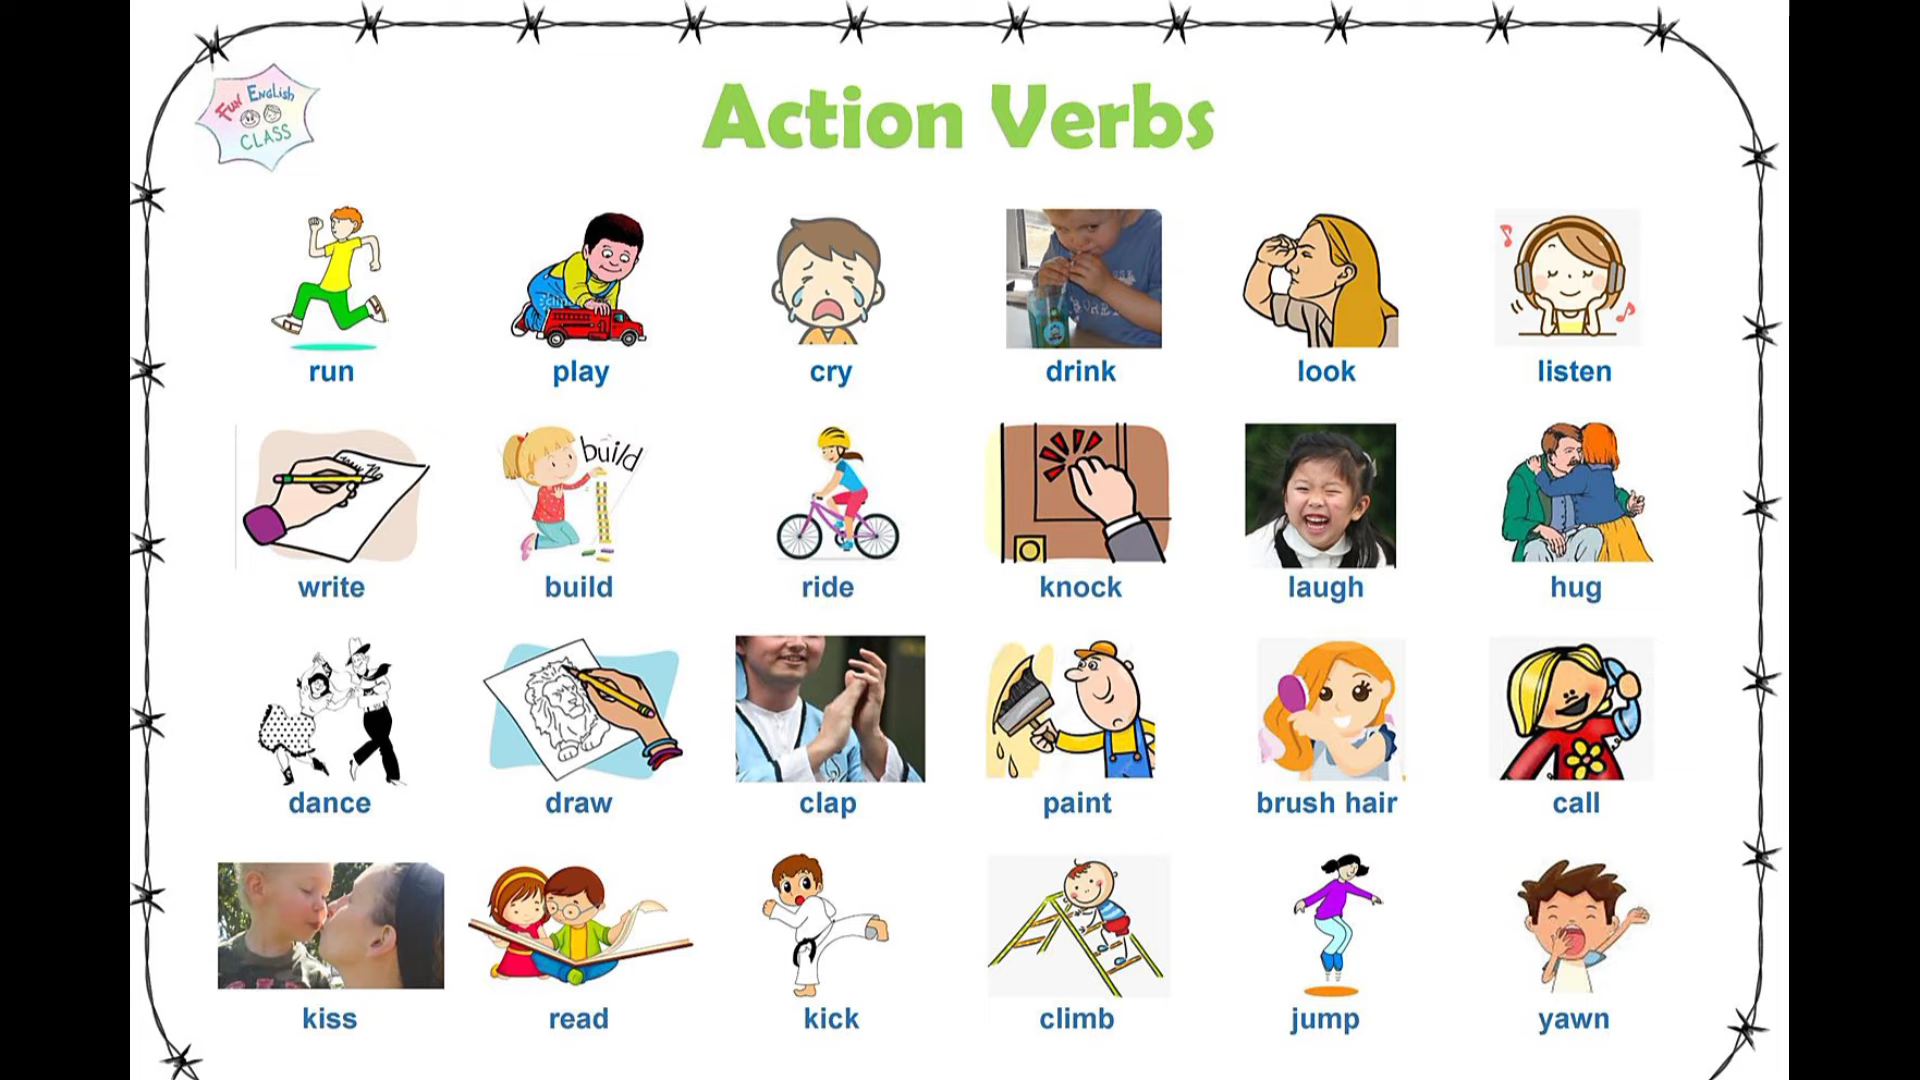 Fun English
CLASS
Action Verbs
run play cry drink look listen
build
write build ride knock laugh hug
dance draw clap paint brush hair call
kiss read kick climb jump yawn